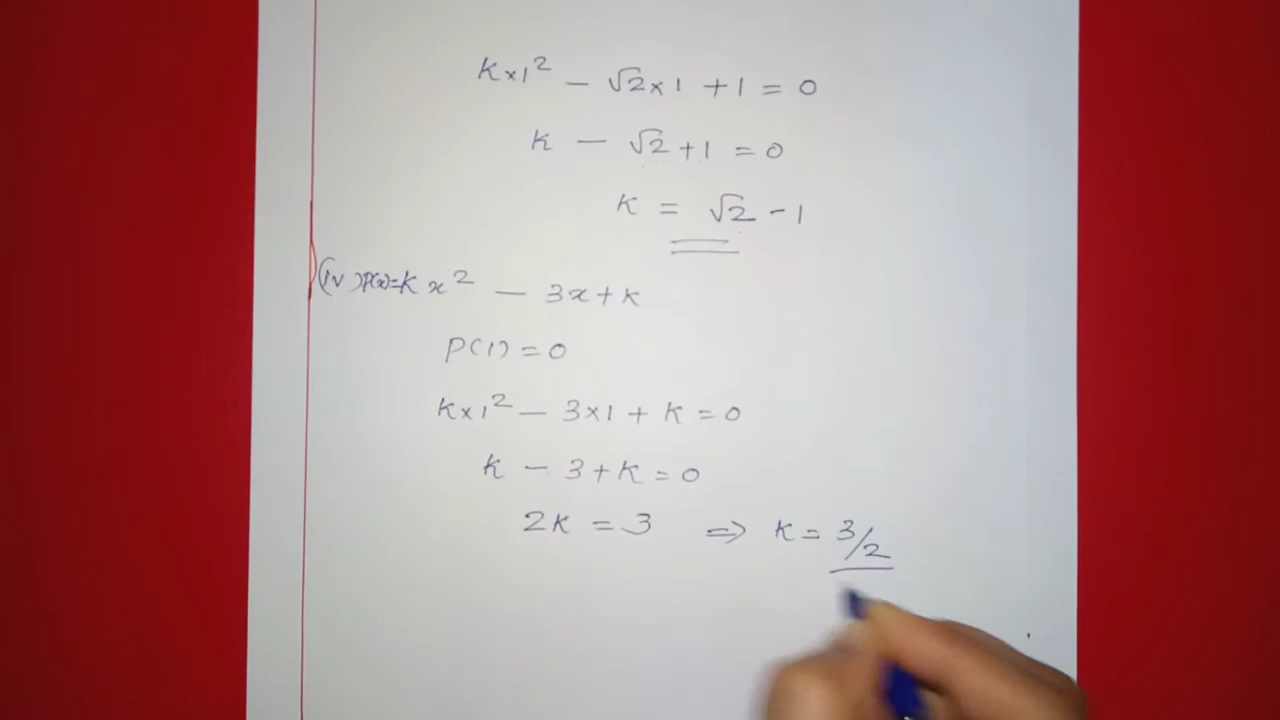 k×1² - √2×1 + 1 = 0
k - √2 + 1 = 0
k = √2 - 1
(iv) P(x)=kx² - 3x + k
P(1) = 0
k×1² - 3×1 + k = 0
k - 3 + k = 0
2k = 3 ⇒ k = 3/2